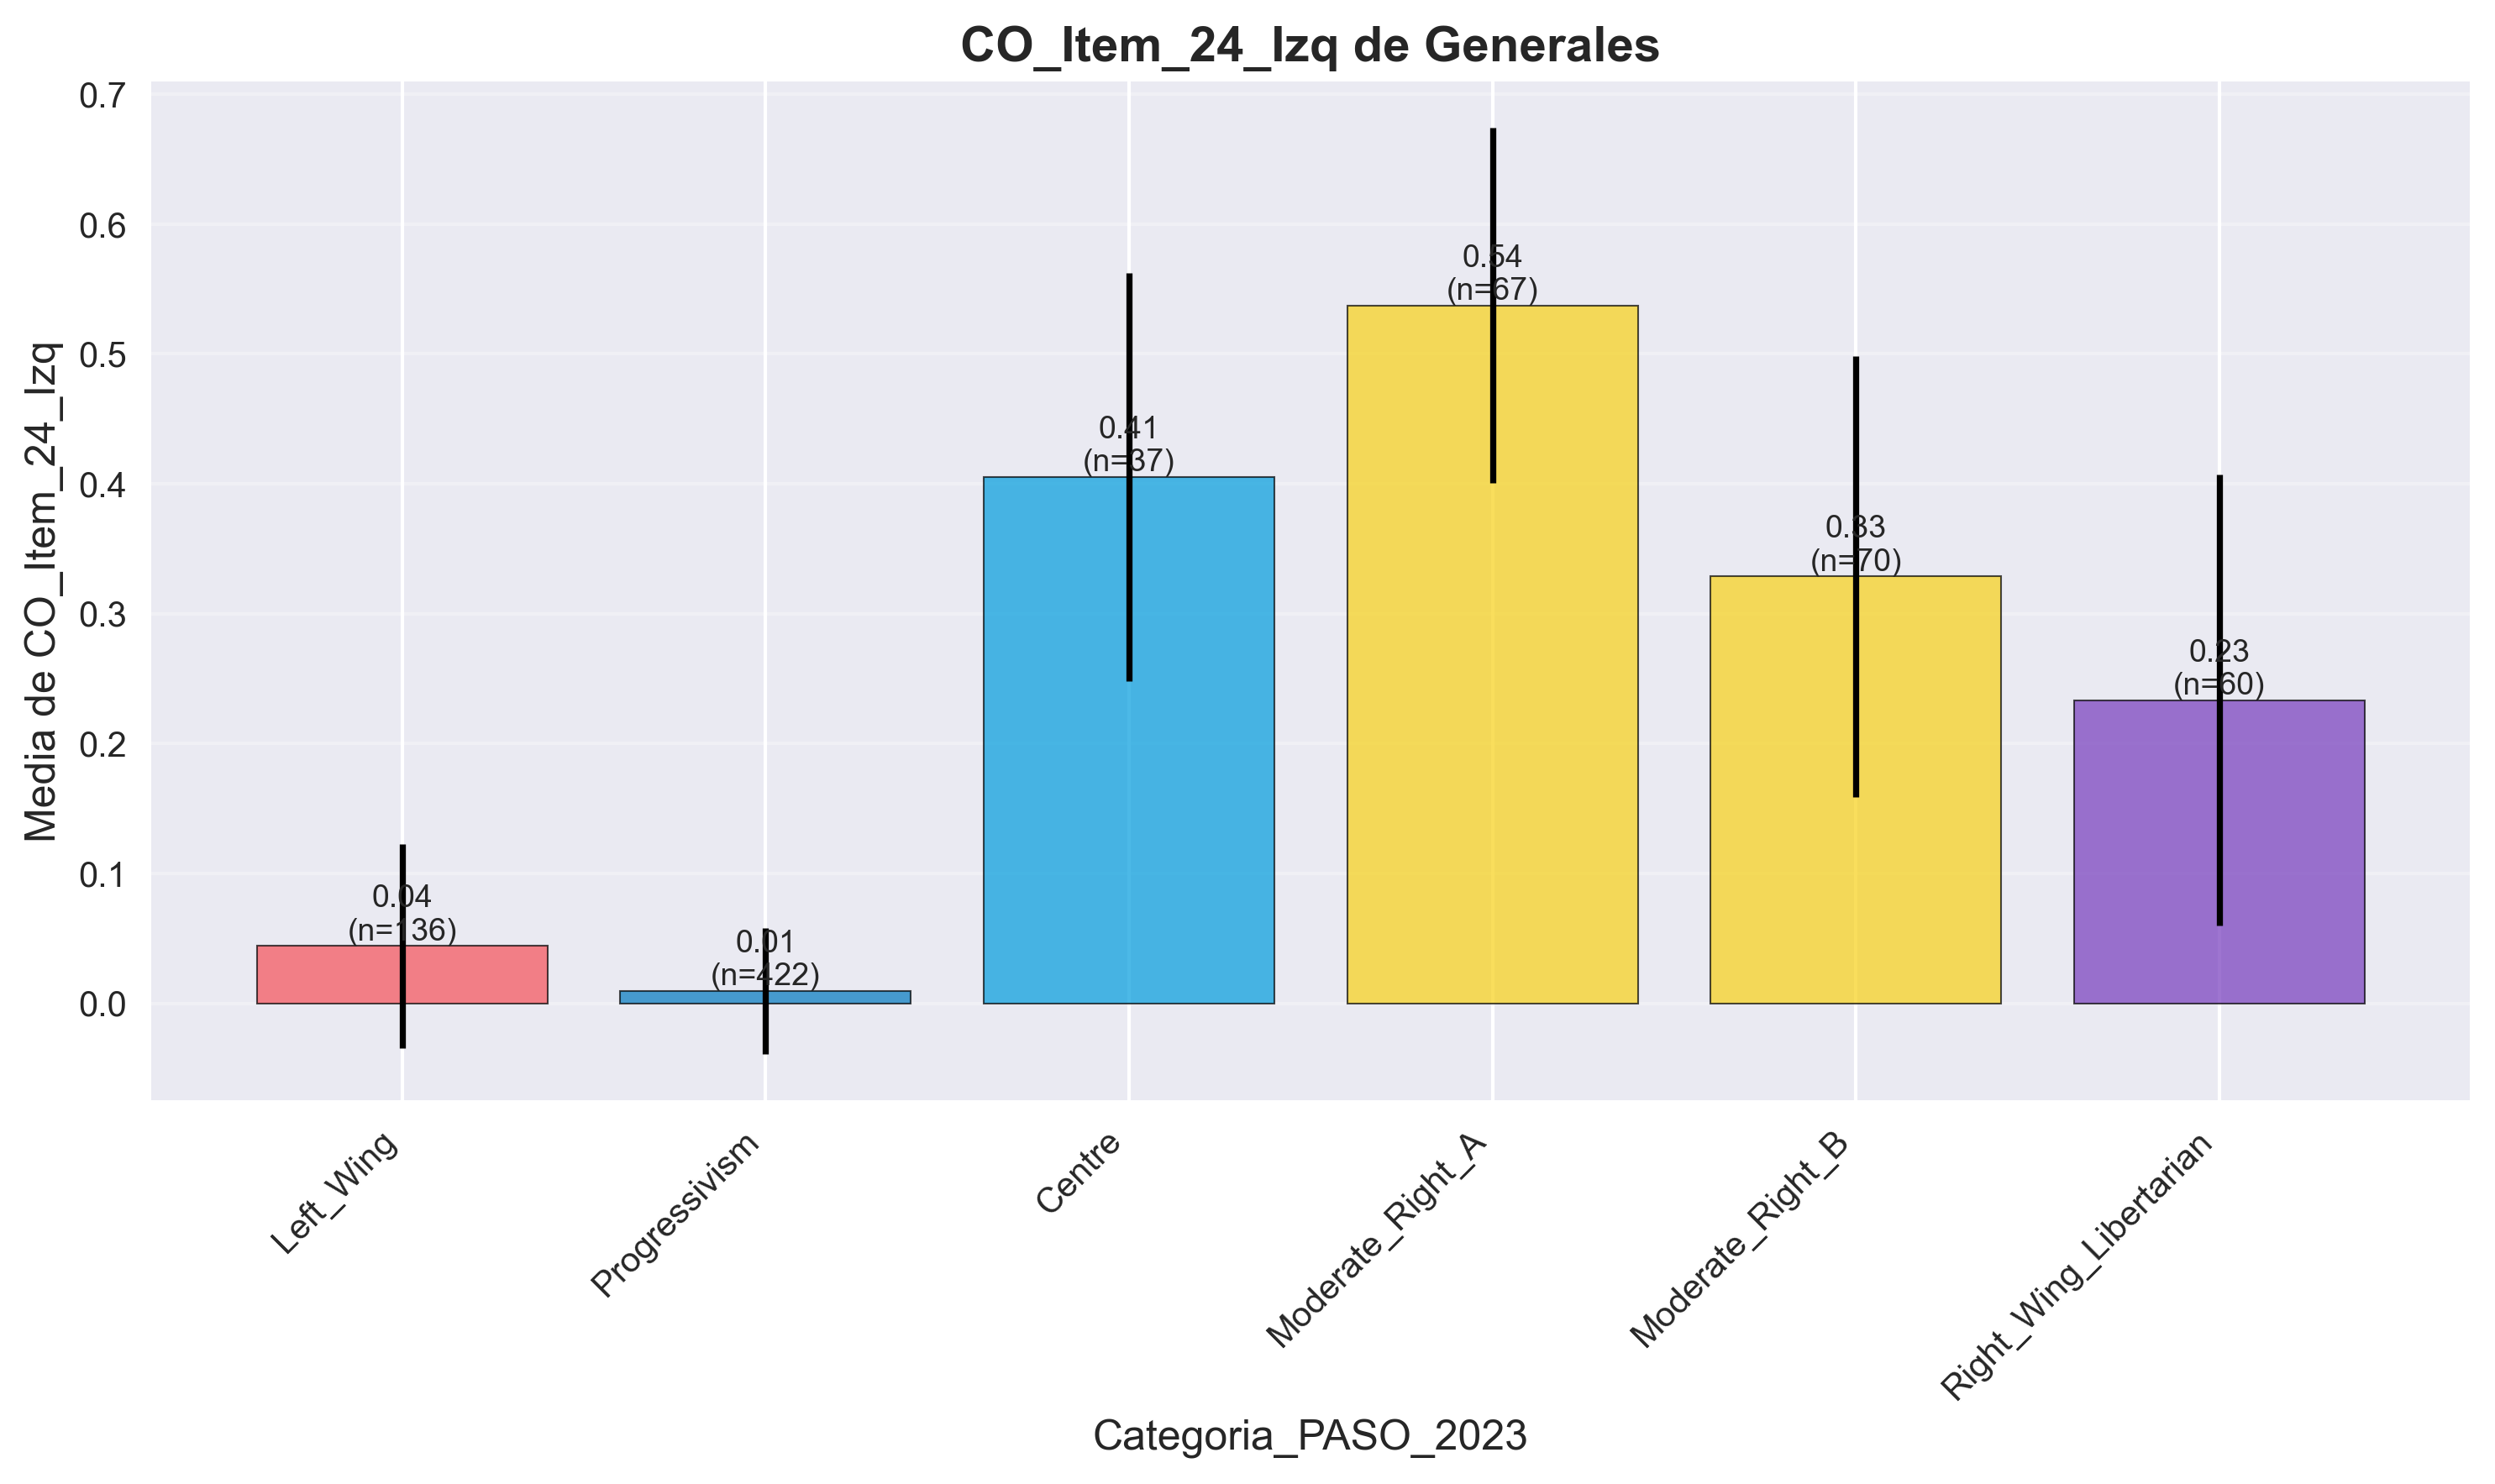 CO_Item_24_Izq de Generales
Media de CO_Item_24_Izq
0.7
0.6
0.5
0.4
0.3
0.2
0.1
0.0
0.04
(n=136)
0.01
(n=422)
0.41
(n=37)
0.54
(n=67)
0.33
(n=70)
0.23
(n=60)
Left_Wing
Progressivism
Centre
Moderate_Right_A
Moderate_Right_B
Right_Wing_Libertarian
Categoria_PASO_2023